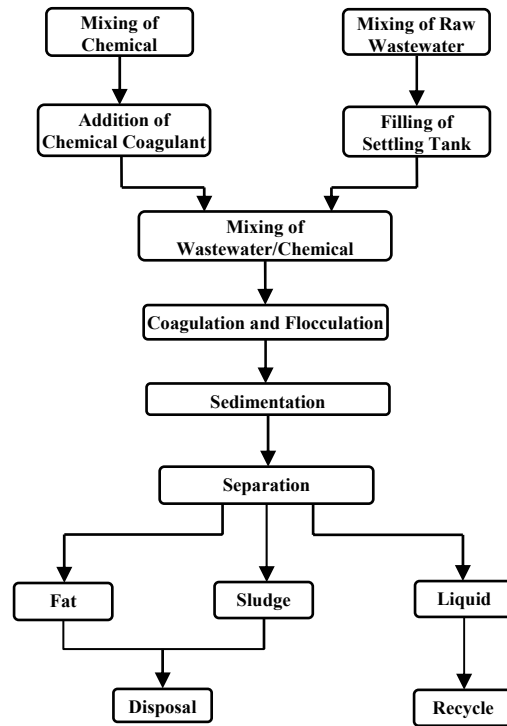 Mixing of
Chemical
Mixing of Raw
Wastewater
Addition of
Chemical Coagulant
Filling of
Settling Tank
Mixing of
Wastewater/Chemical
Coagulation and Flocculation
Sedimentation
Separation
Fat
Sludge
Liquid
Disposal
Recycle